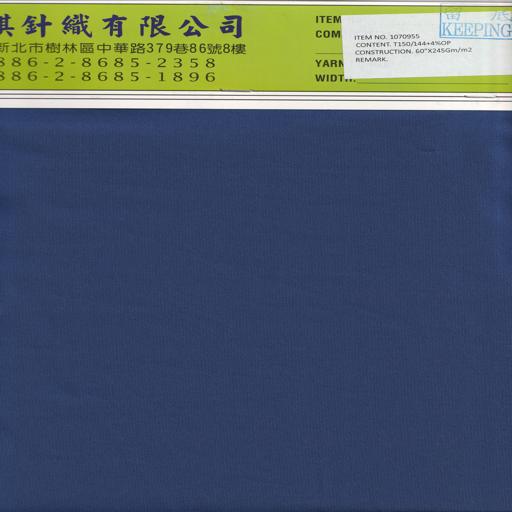 祺針織有限公司
新北市樹林區中華路379巷86號8樓
886-2-8685-2358
886-2-8685-1896
ITEM
COM
YARN
WIDTH:
ITEM NO. 1070955
CONTENT. T150/144+4%OP
CONSTRUCTION. 60"X245Gm/m2
REMARK.
留底
KEEPING